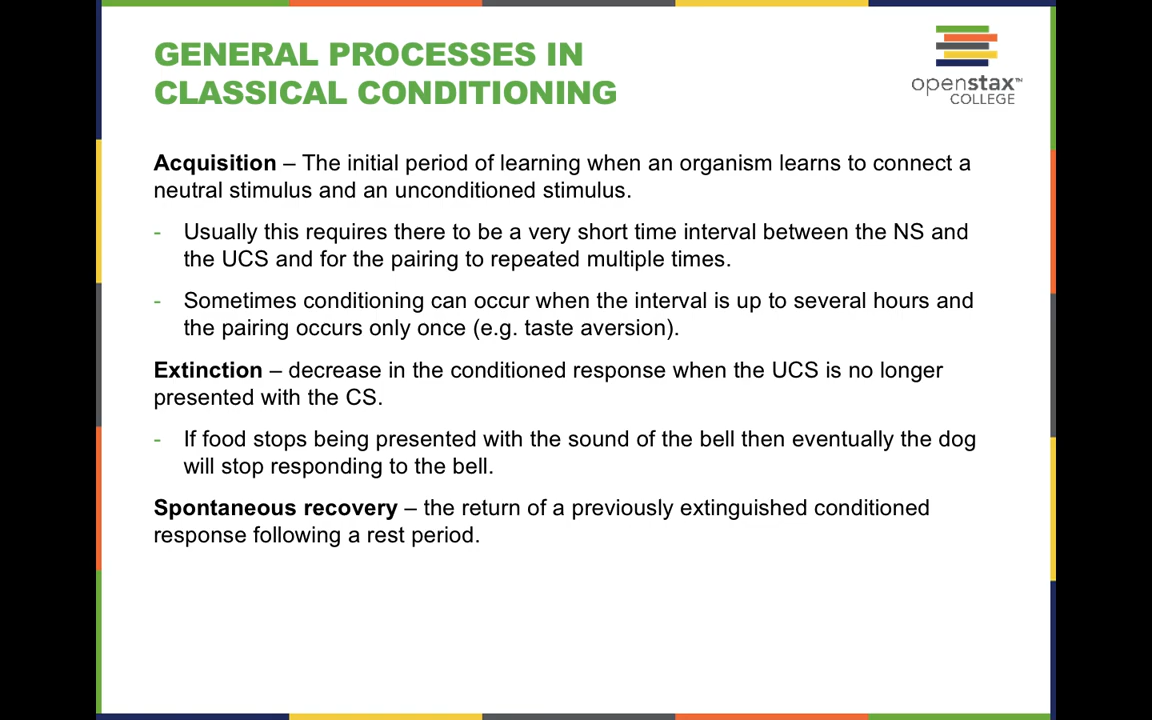 GENERAL PROCESSES IN
CLASSICAL CONDITIONING
openstax™
COLLEGE
Acquisition – The initial period of learning when an organism learns to connect a
neutral stimulus and an unconditioned stimulus.
- Usually this requires there to be a very short time interval between the NS and
the UCS and for the pairing to repeated multiple times.
- Sometimes conditioning can occur when the interval is up to several hours and
the pairing occurs only once (e.g. taste aversion).
Extinction – decrease in the conditioned response when the UCS is no longer
presented with the CS.
- If food stops being presented with the sound of the bell then eventually the dog
will stop responding to the bell.
Spontaneous recovery – the return of a previously extinguished conditioned
response following a rest period.